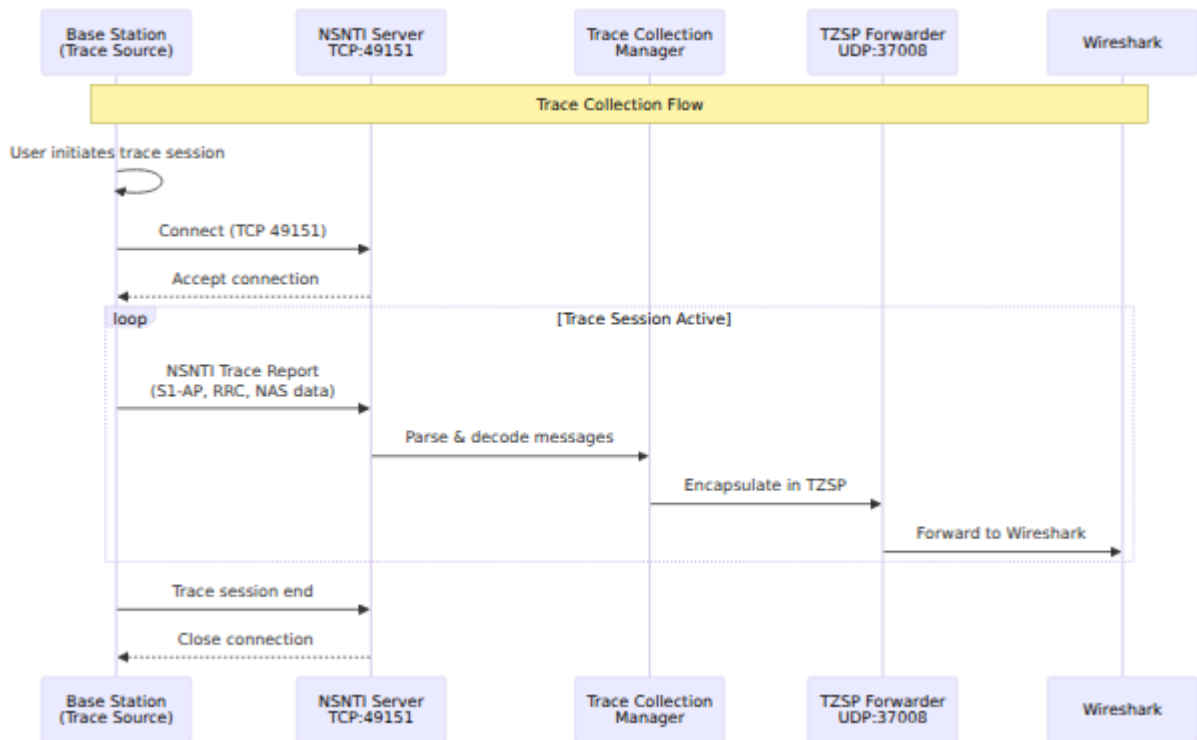 Base Station
(Trace Source)
NSNTI Server
TCP:49151
Trace Collection
Manager
TZSP Forwarder
UDP:37008
Wireshark
Trace Collection Flow
User initiates trace session
Connect (TCP 49151)
Accept connection
loop
[Trace Session Active]
NSNTI Trace Report
(S1-AP, RRC, NAS data)
Parse & decode messages
Encapsulate in TZSP
Forward to Wireshark
Trace session end
Close connection
Base Station
(Trace Source)
NSNTI Server
TCP:49151
Trace Collection
Manager
TZSP Forwarder
UDP:37008
Wireshark